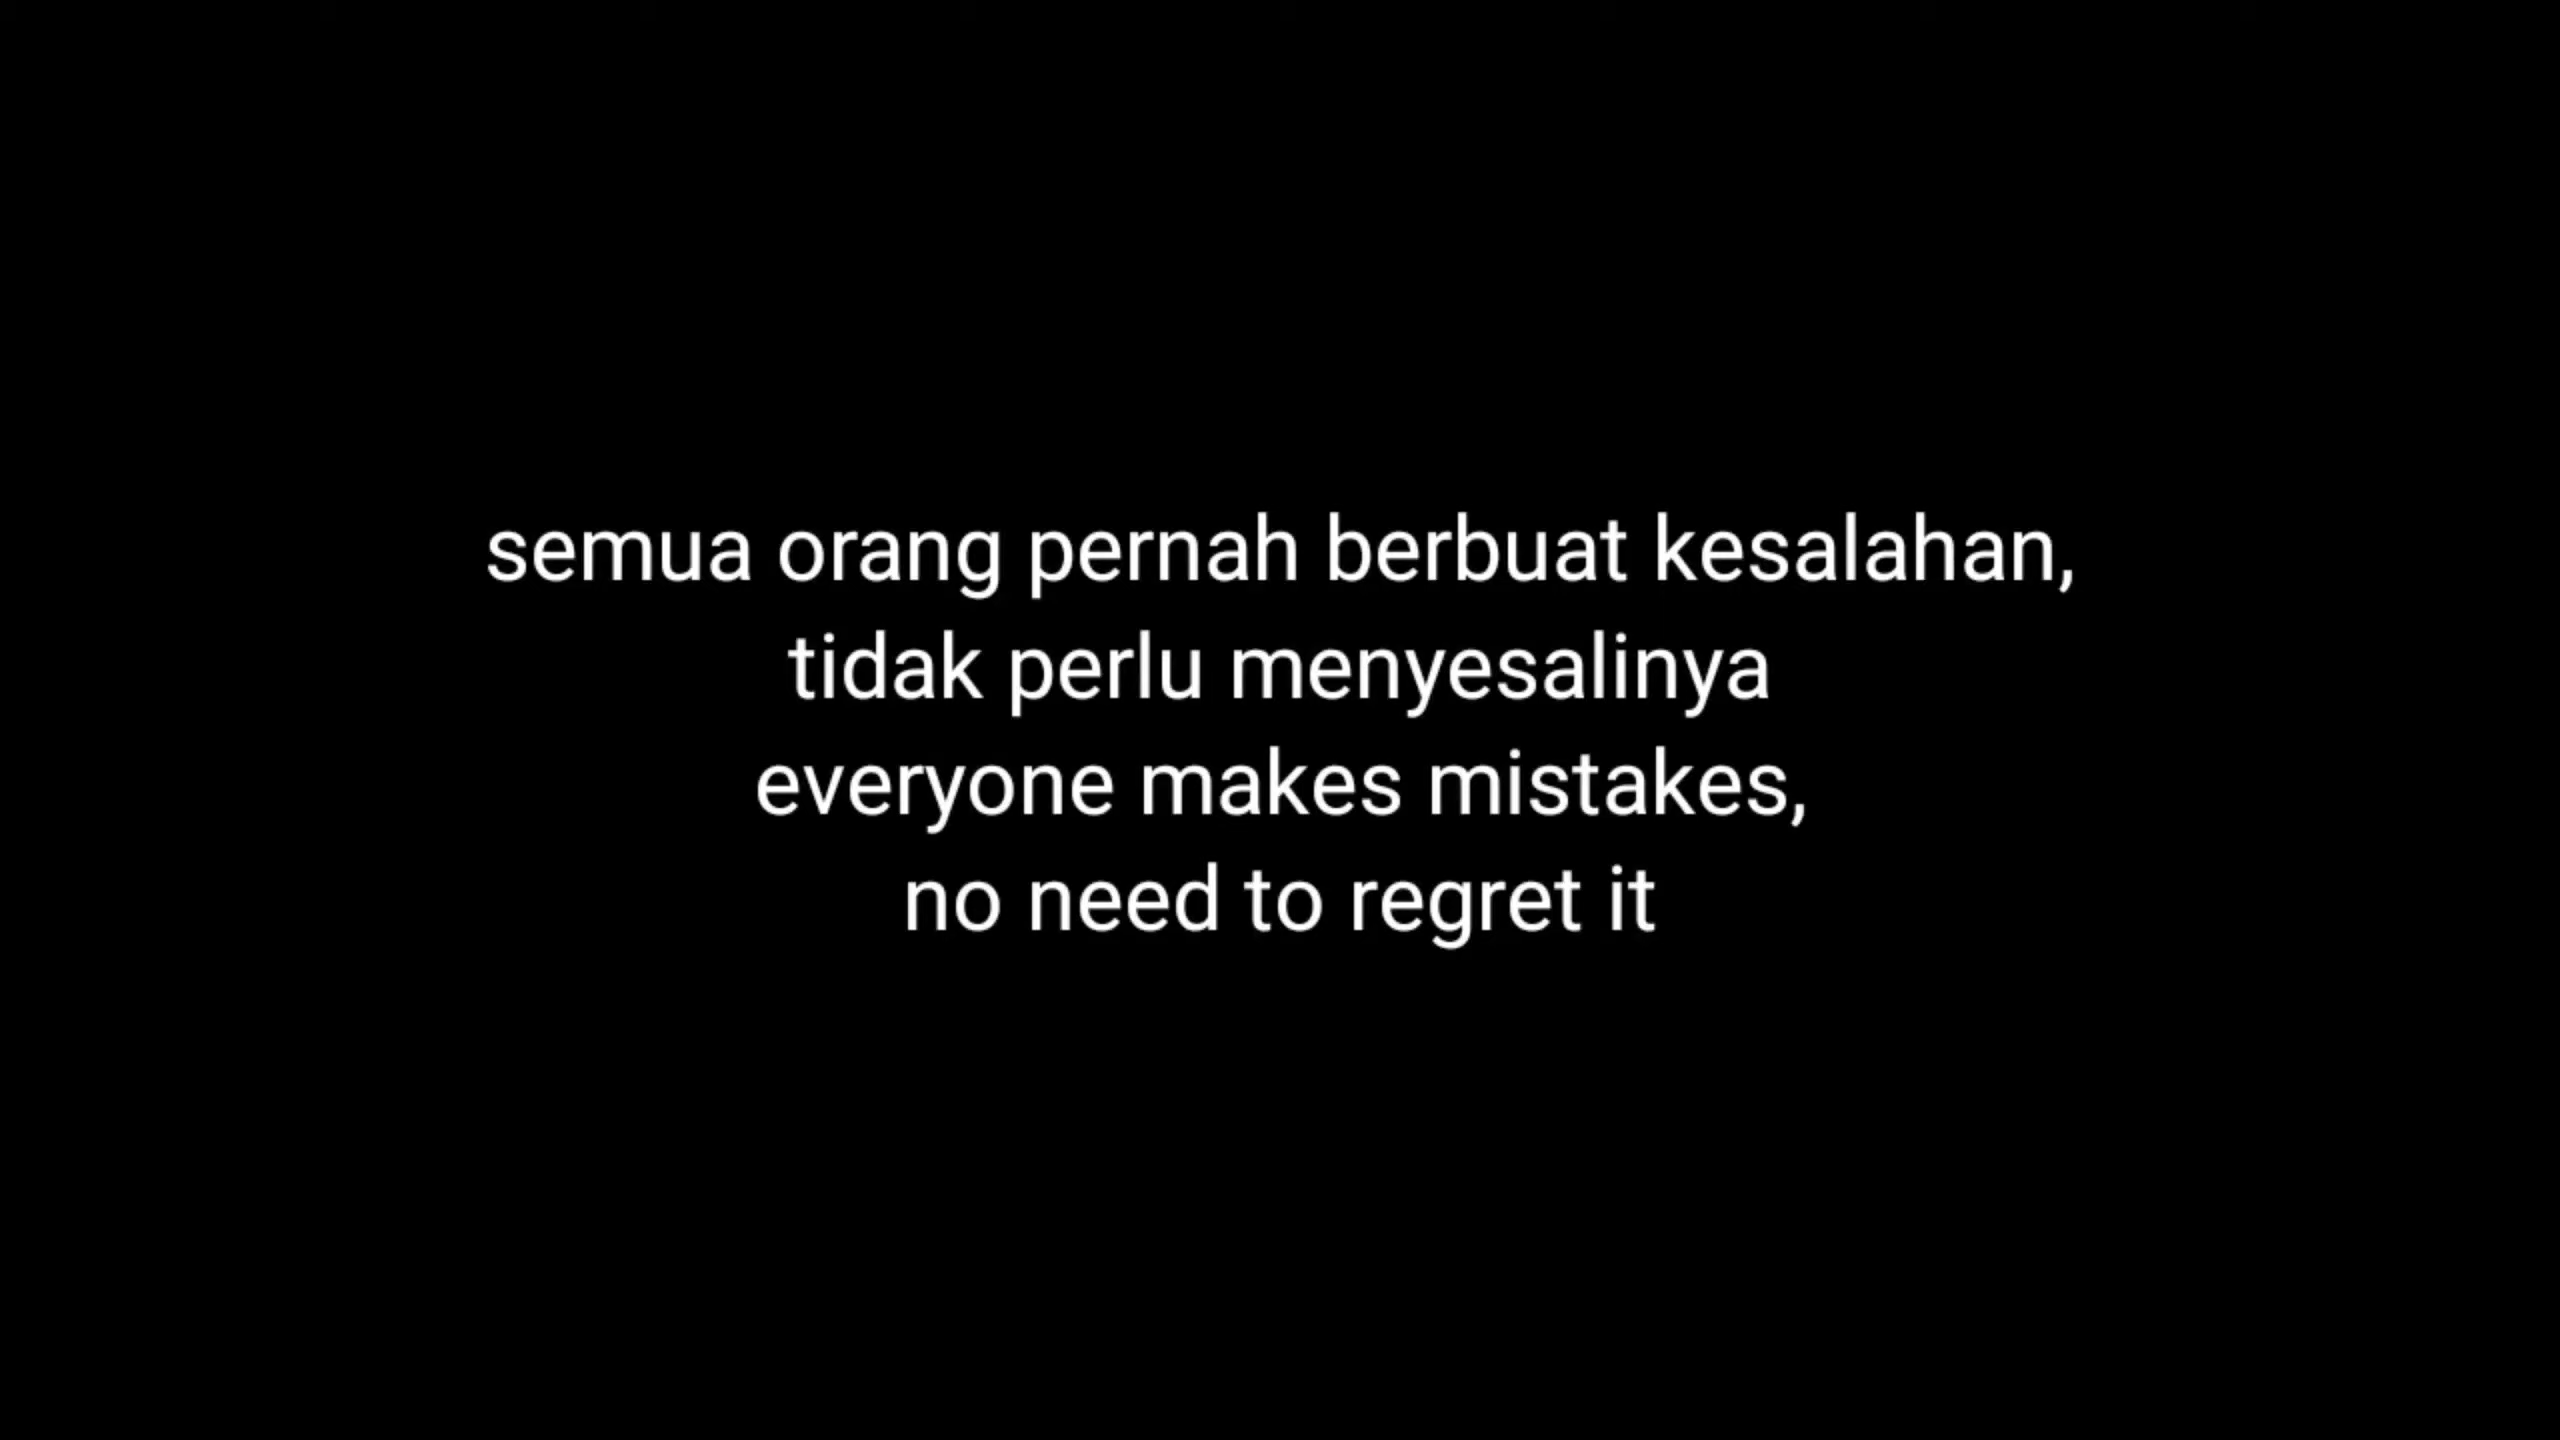 semua orang pernah berbuat kesalahan,
tidak perlu menyesalinya
everyone makes mistakes,
no need to regret it